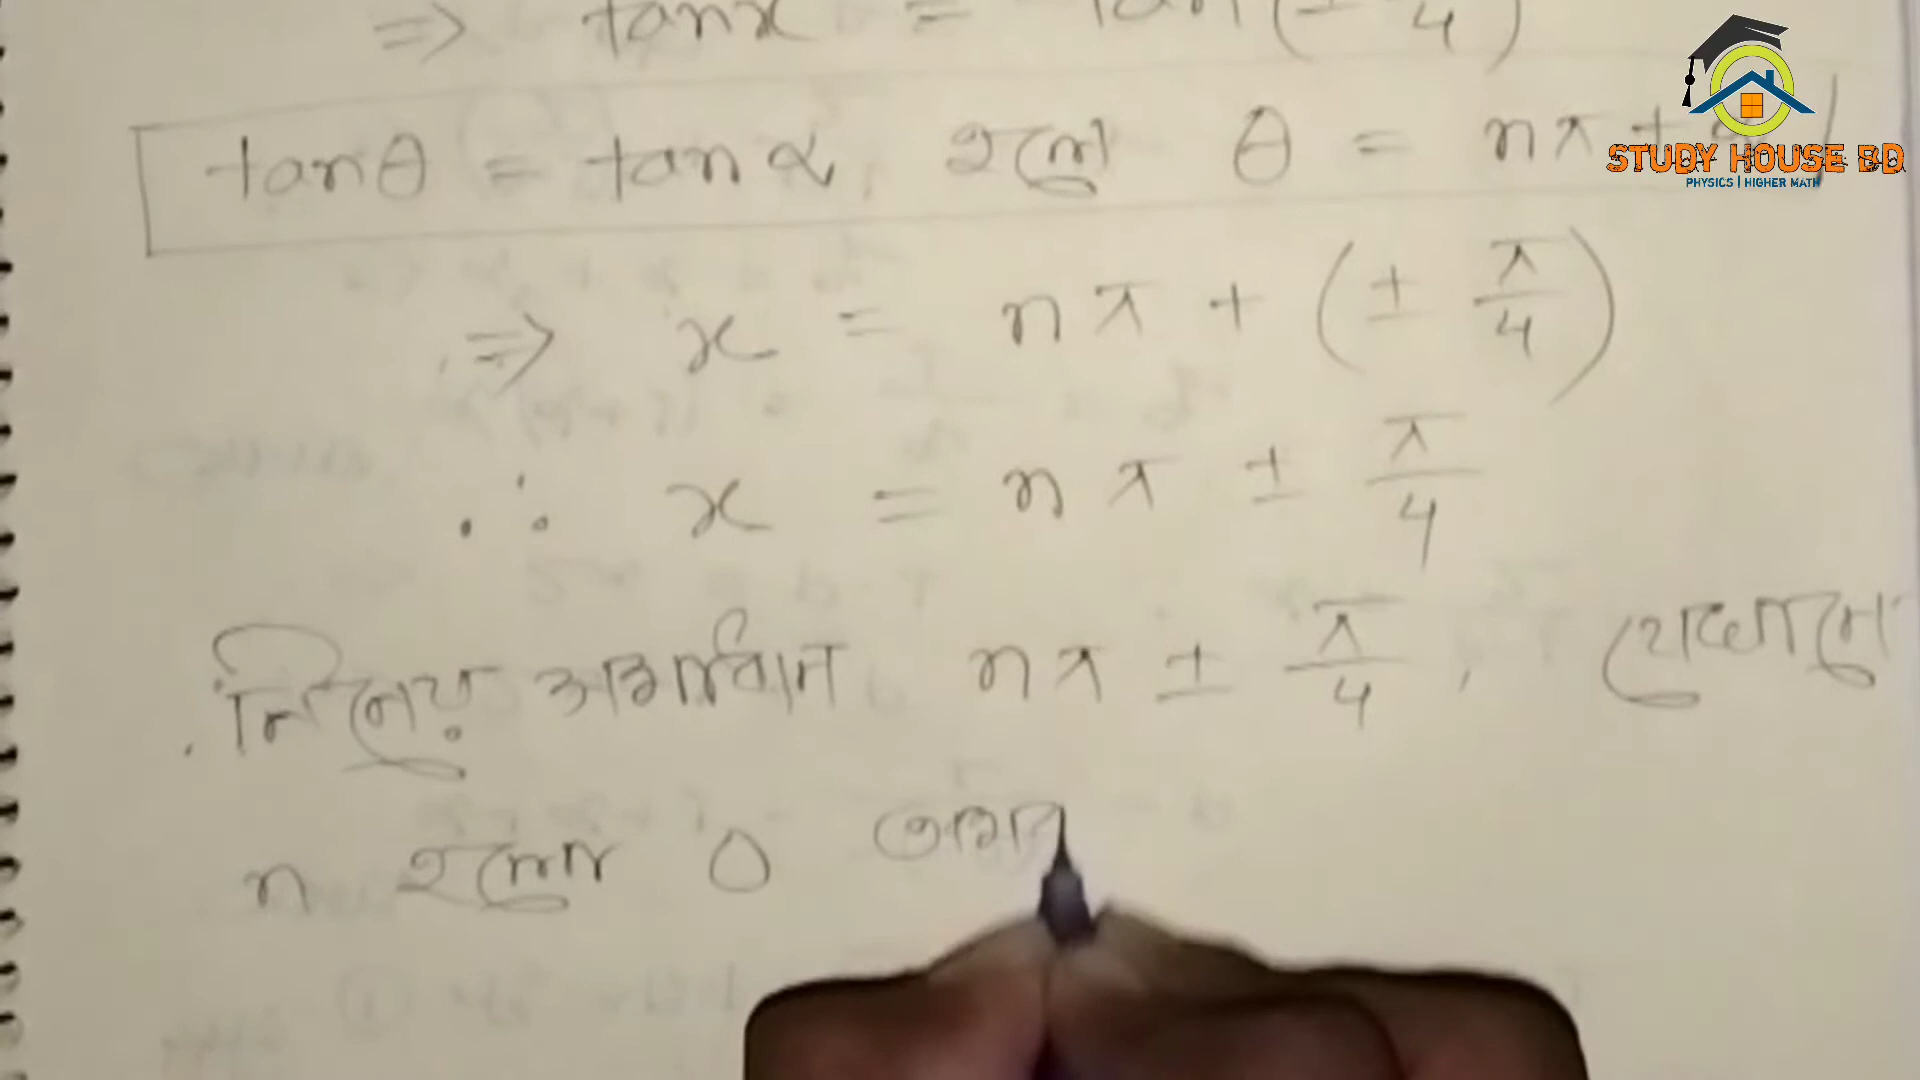 ⇒ tanx = tan(± π/4)
tanθ = tanα হলে θ = nπ + α
STUDY HOUSE BD
PHYSICS | HIGHER MATH
⇒ x = nπ + (± π/4)
∴ x = nπ ± π/4
নির্ণেয় সমাধান nπ ± π/4, যেখানে
n হলো 0 অথবা